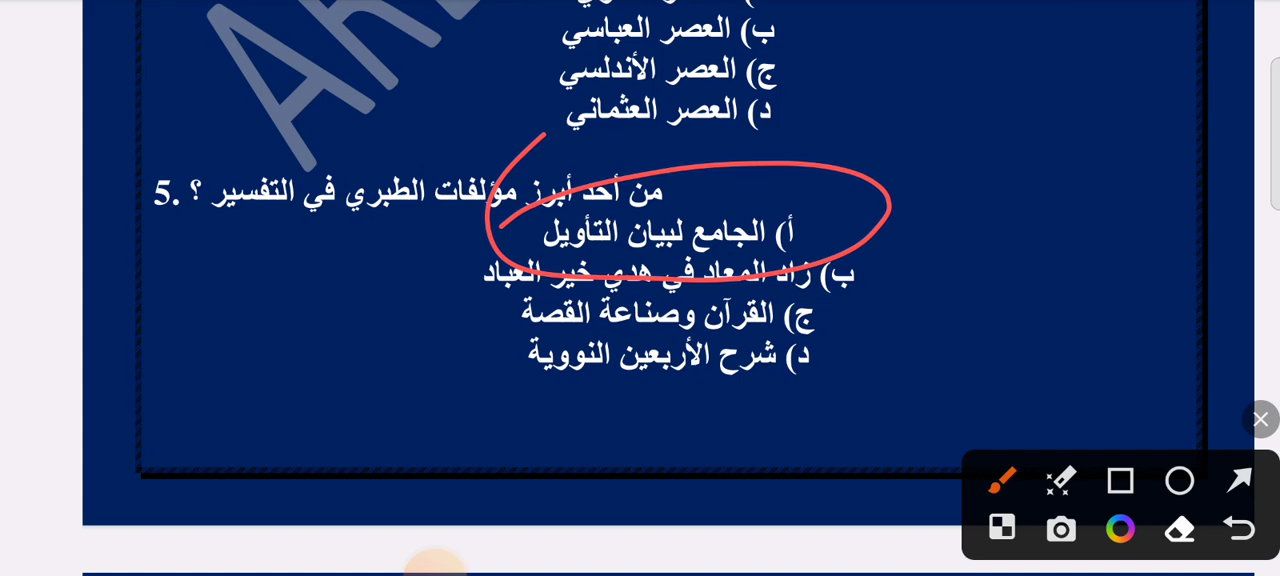 ب) العصر العباسي
ج) العصر الأندلسي
د) العصر العثماني
5. من أحد أبرز مؤلفات الطبري في التفسير ؟
أ) الجامع لبيان التأويل
ب) زاد المعاد في هدي خير العباد
ج) القرآن وصناعة القصة
د) شرح الأربعين النووية